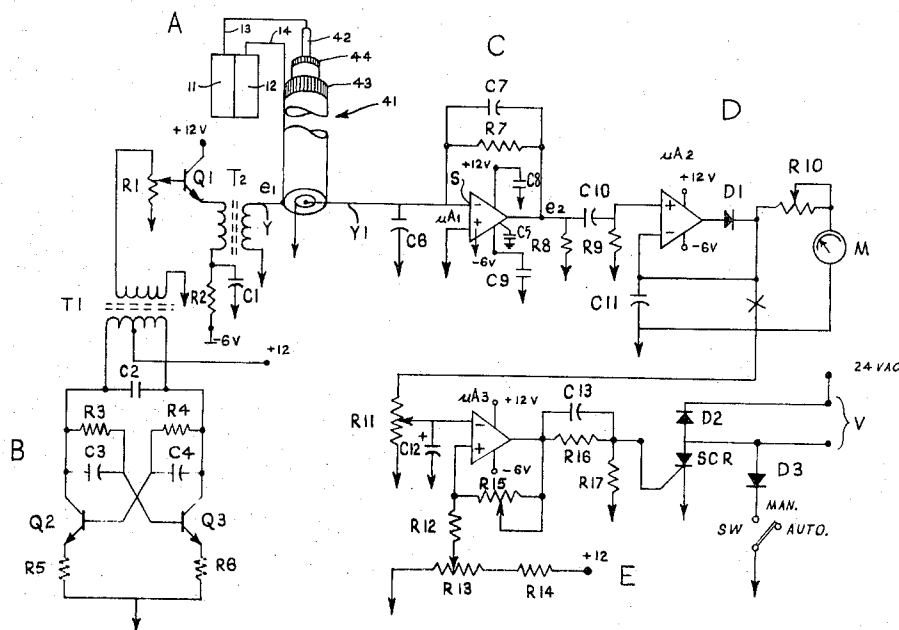 A
13
14
42
44
43
11
12
41
C
C7
R7
D
+12V
Q1
R1
T2
e1
Y
Y1
S
+12V
C8
µA1
C5
-6V
C6
C9
e2
C10
R8
R9
µA2
+12V
-6V
D1
R10
M
C11
R2
C1
-6V
T1
+12
C2
R3
R4
C3
C4
B
Q2
Q3
R5
R6
24 VAC
µA3
+12V
-6V
C13
R11
C12
+
R16
R15
R17
D2
SCR
V
D3
MAN.
SW
AUTO.
R12
+12
R13
R14
E